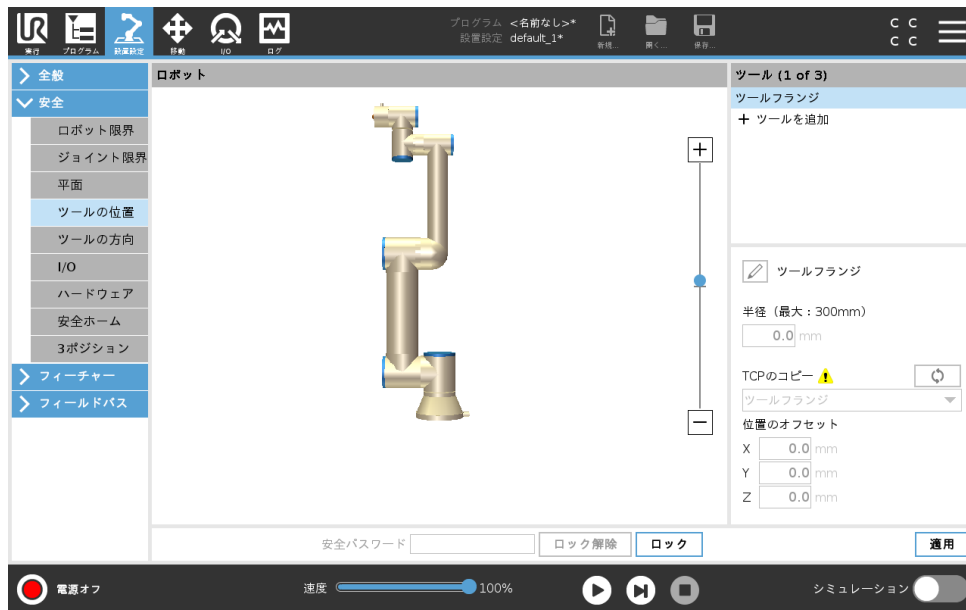 UR
プログラム <名前なし>*
設置設定 default_1*
実行 プログラム 設置設定 移動 I/O ログ
新規... 開く... 保存...
C C
C C
全般
安全
ロボット限界
ジョイント限界
平面
ツールの位置
ツールの方向
I/O
ハードウェア
安全ホーム
3ポジション
フィーチャー
フィールドバス
ロボット
ツール (1 of 3)
ツールフランジ
+ ツールを追加
ツールフランジ
半径（最大：300mm）
0.0 mm
TCPのコピー
ツールフランジ
位置のオフセット
X 0.0 mm
Y 0.0 mm
Z 0.0 mm
安全パスワード ロック解除 ロック 適用
電源オフ 速度 100% シミュレーション